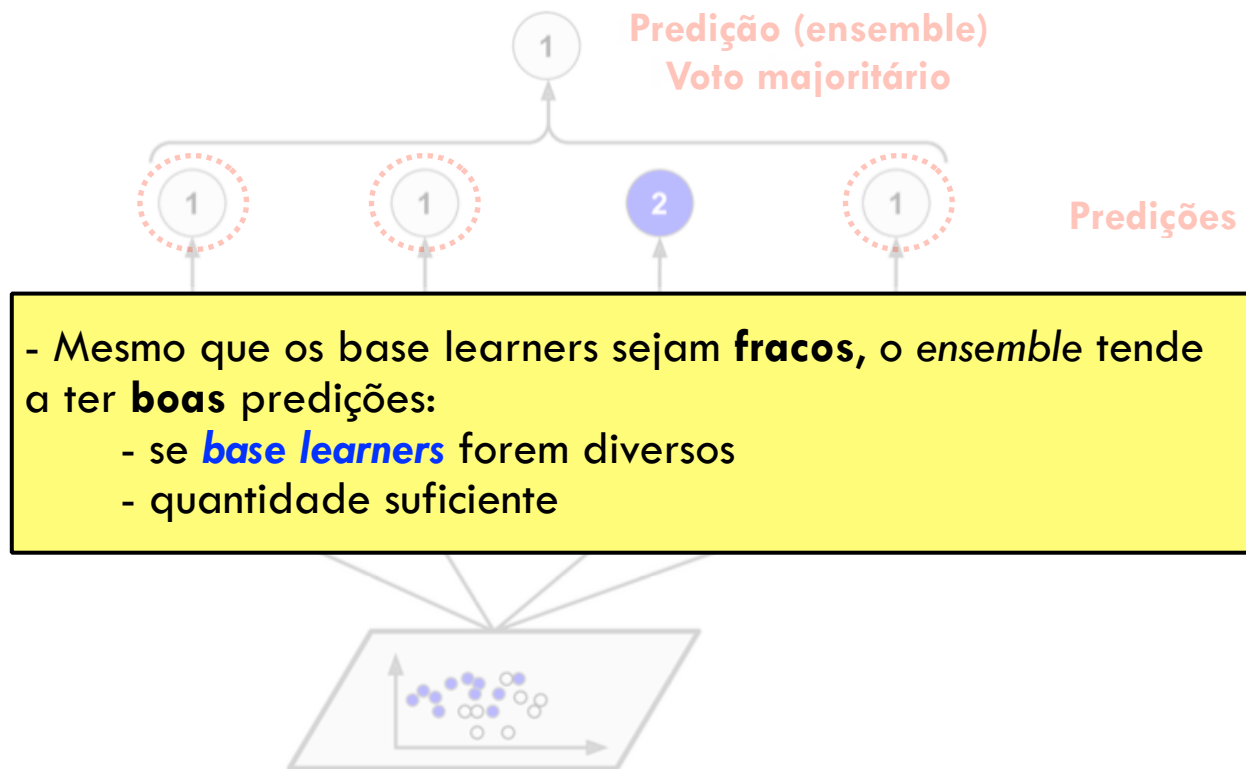 Predição (ensemble)
Voto majoritário
1
1
1
2
1
Predições
- Mesmo que os base learners sejam fracos, o ensemble tende
a ter boas predições:
- se base learners forem diversos
- quantidade suficiente